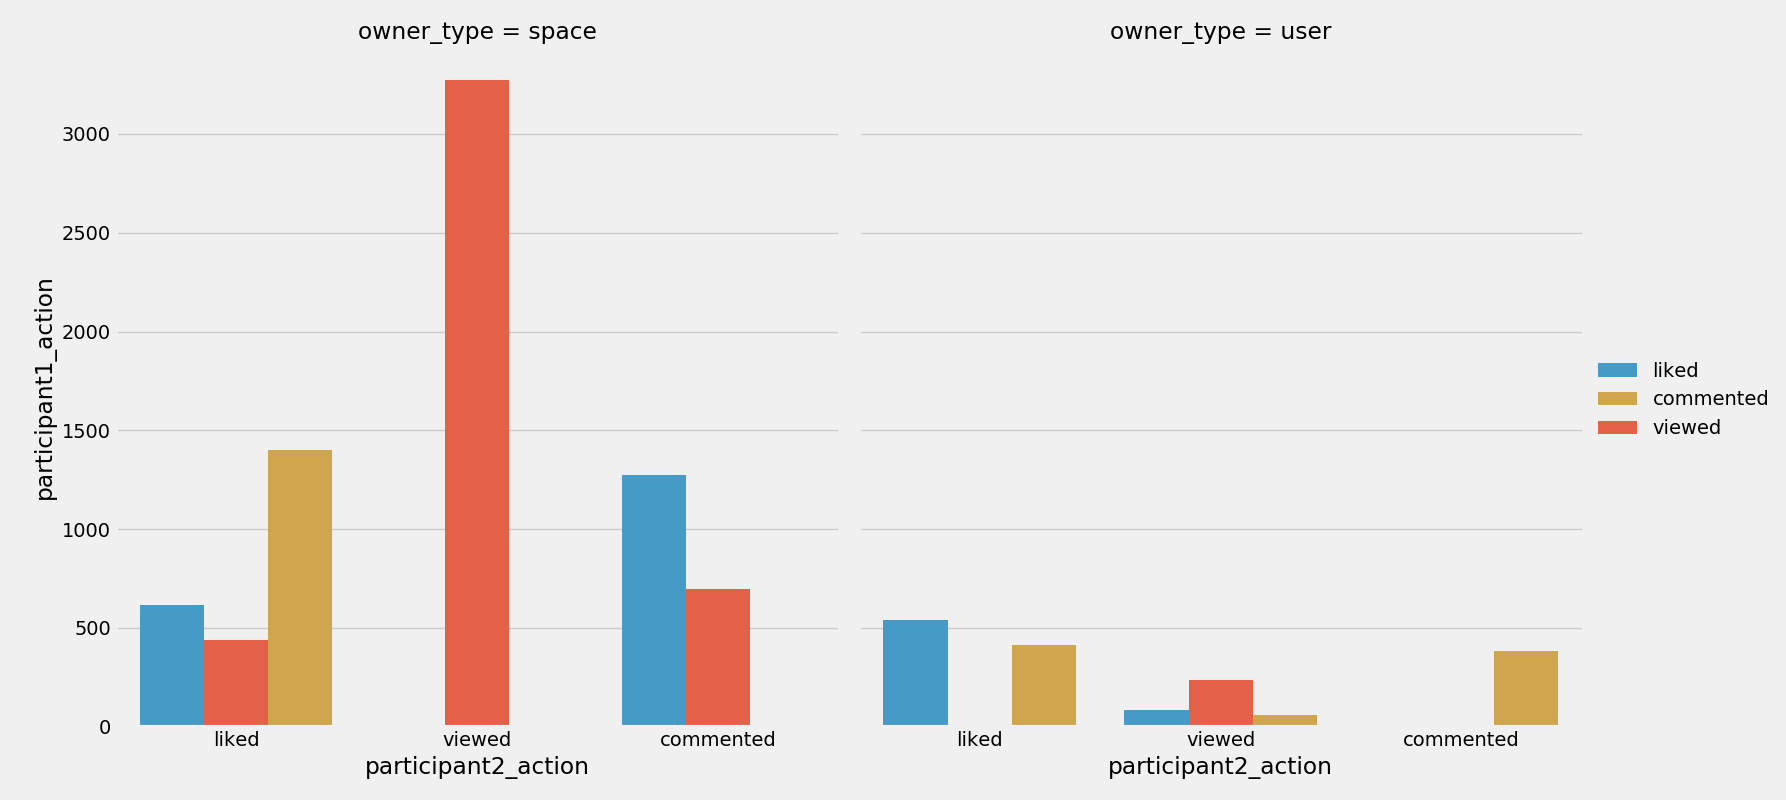 owner_type = space
owner_type = user
participant1_action
3000
2500
2000
1500
1000
500
0
liked
viewed
commented
participant2_action
liked
viewed
commented
participant2_action
liked
commented
viewed